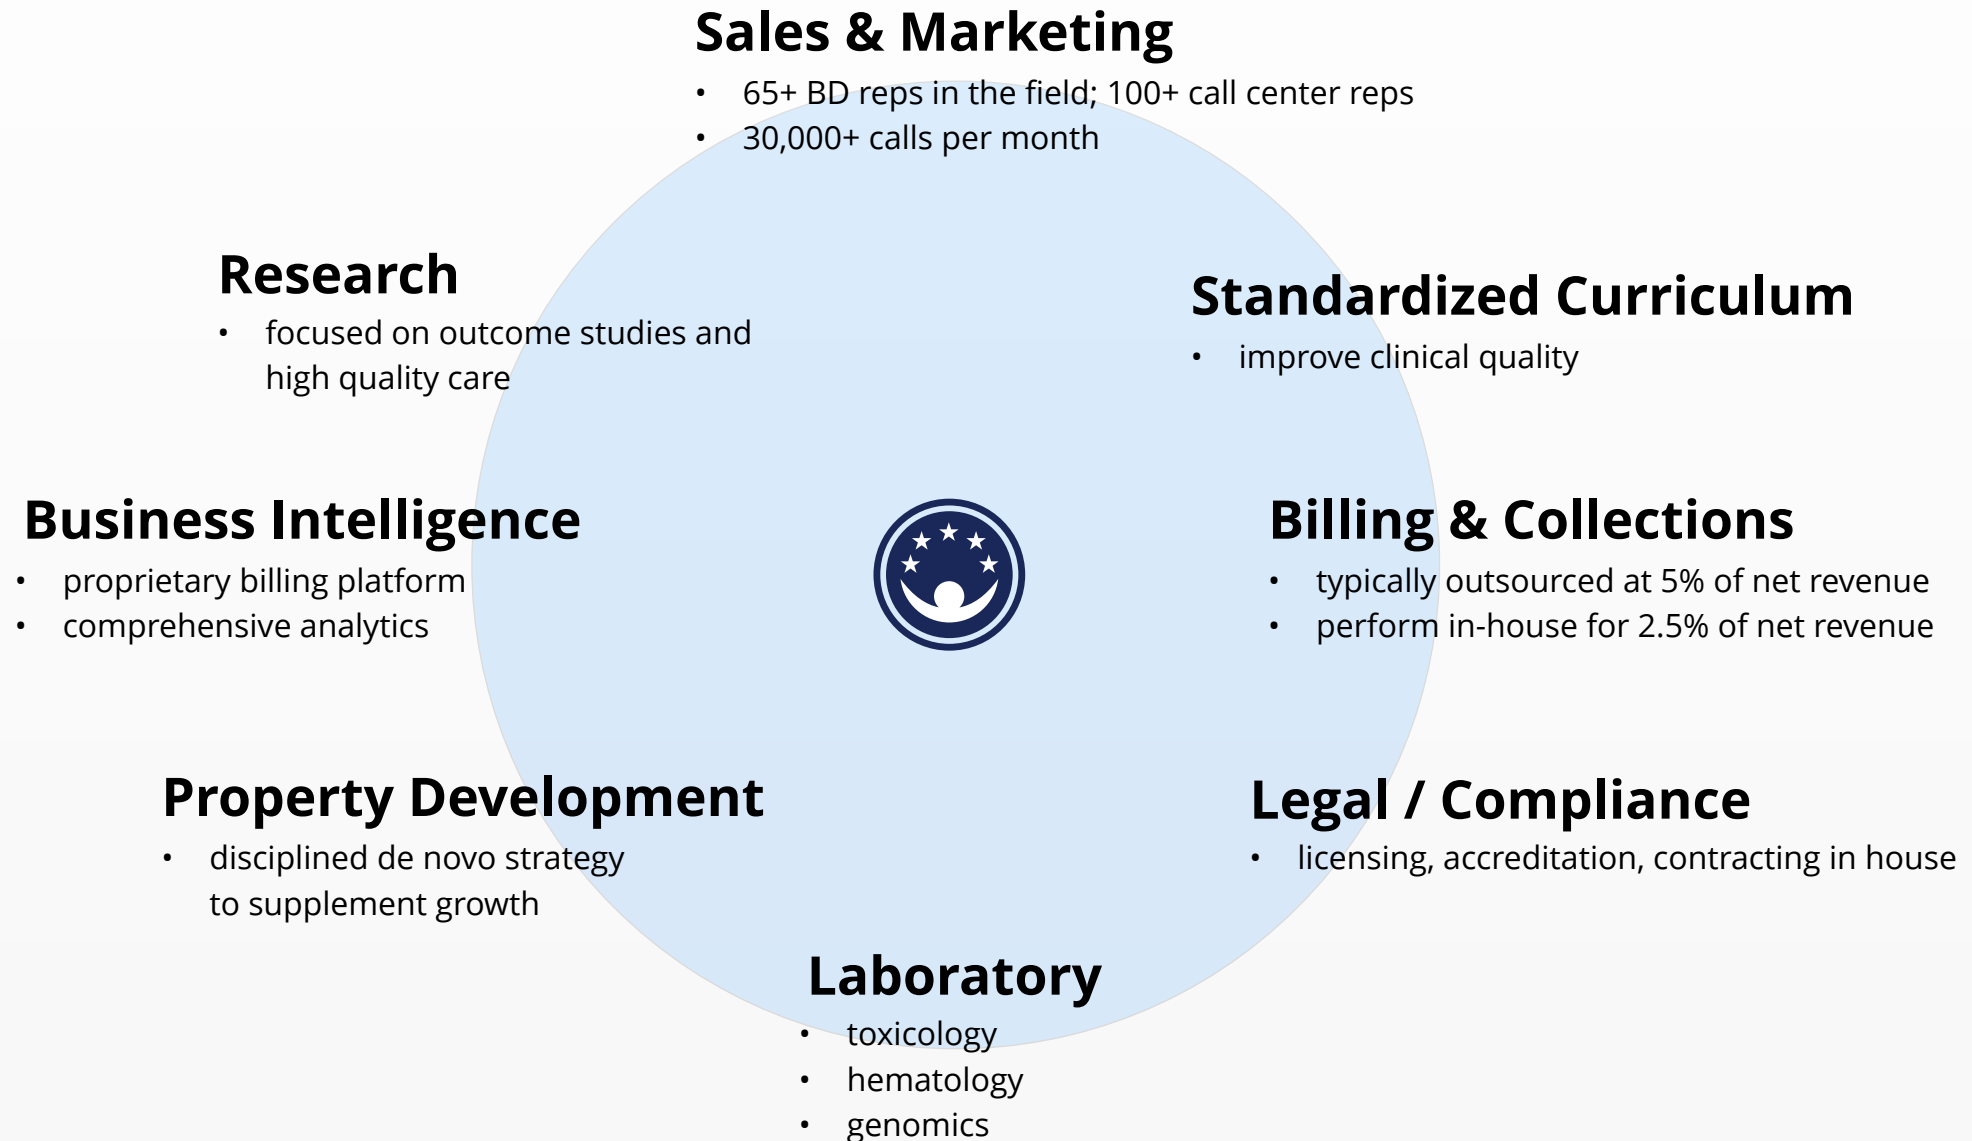 Sales & Marketing
• 65+ BD reps in the field; 100+ call center reps
• 30,000+ calls per month
Research
• focused on outcome studies and
high quality care
Standardized Curriculum
• improve clinical quality
Business Intelligence
• proprietary billing platform
• comprehensive analytics
Billing & Collections
• typically outsourced at 5% of net revenue
• perform in-house for 2.5% of net revenue
Property Development
• disciplined de novo strategy
to supplement growth
Legal / Compliance
• licensing, accreditation, contracting in house
Laboratory
• toxicology
• hematology
• genomics